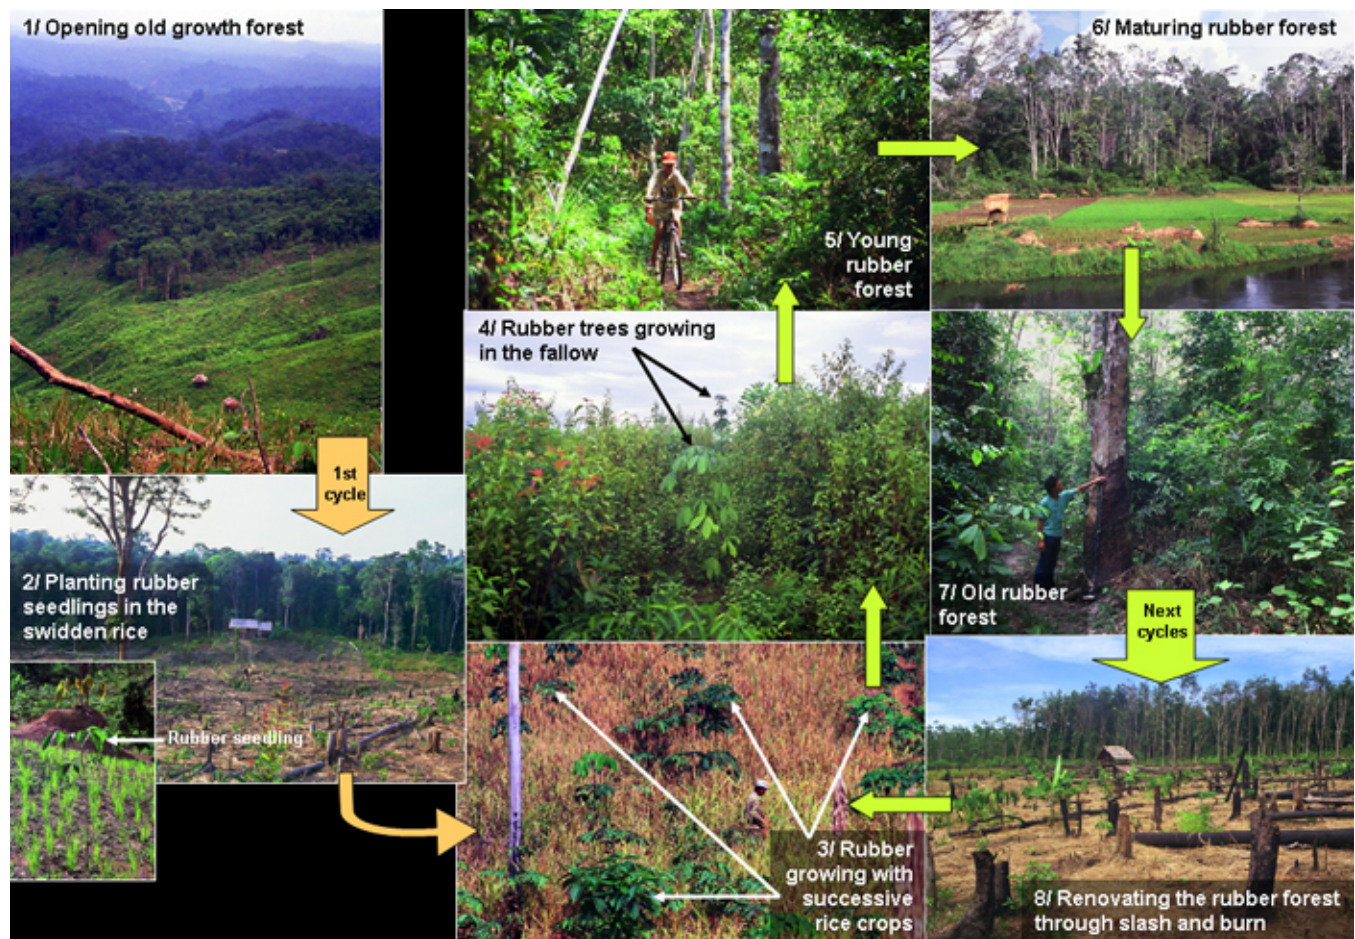 1/ Opening old growth forest
1st
cycle
2/ Planting rubber
seedlings in the
swidden rice
Rubber seedling
3/ Rubber
growing with
successive
rice crops
4/ Rubber trees growing
in the fallow
5/ Young
rubber
forest
6/ Maturing rubber forest
7/ Old rubber
forest
Next
cycles
8/ Renovating the rubber forest
through slash and burn